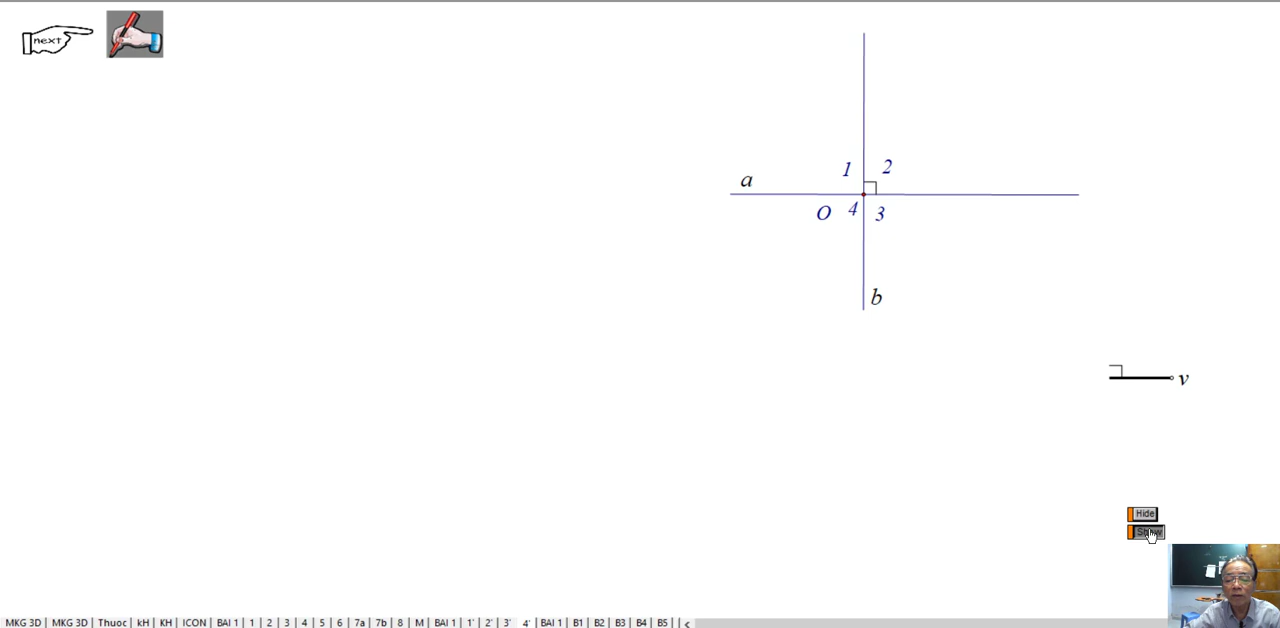 next
1 2
a
O 4 3
b
v
Hide
Show
MKG 3D | MKG 3D | Thuoc | kH | KH | ICON | BAI 1 | 1 | 2 | 3 | 4 | 5 | 6 | 7a | 7b | 8 | M | BAI 1 | 1' | 2' | 3' 4' | BAI 1 | B1 | B2 | B3 | B4 | B5 | | <